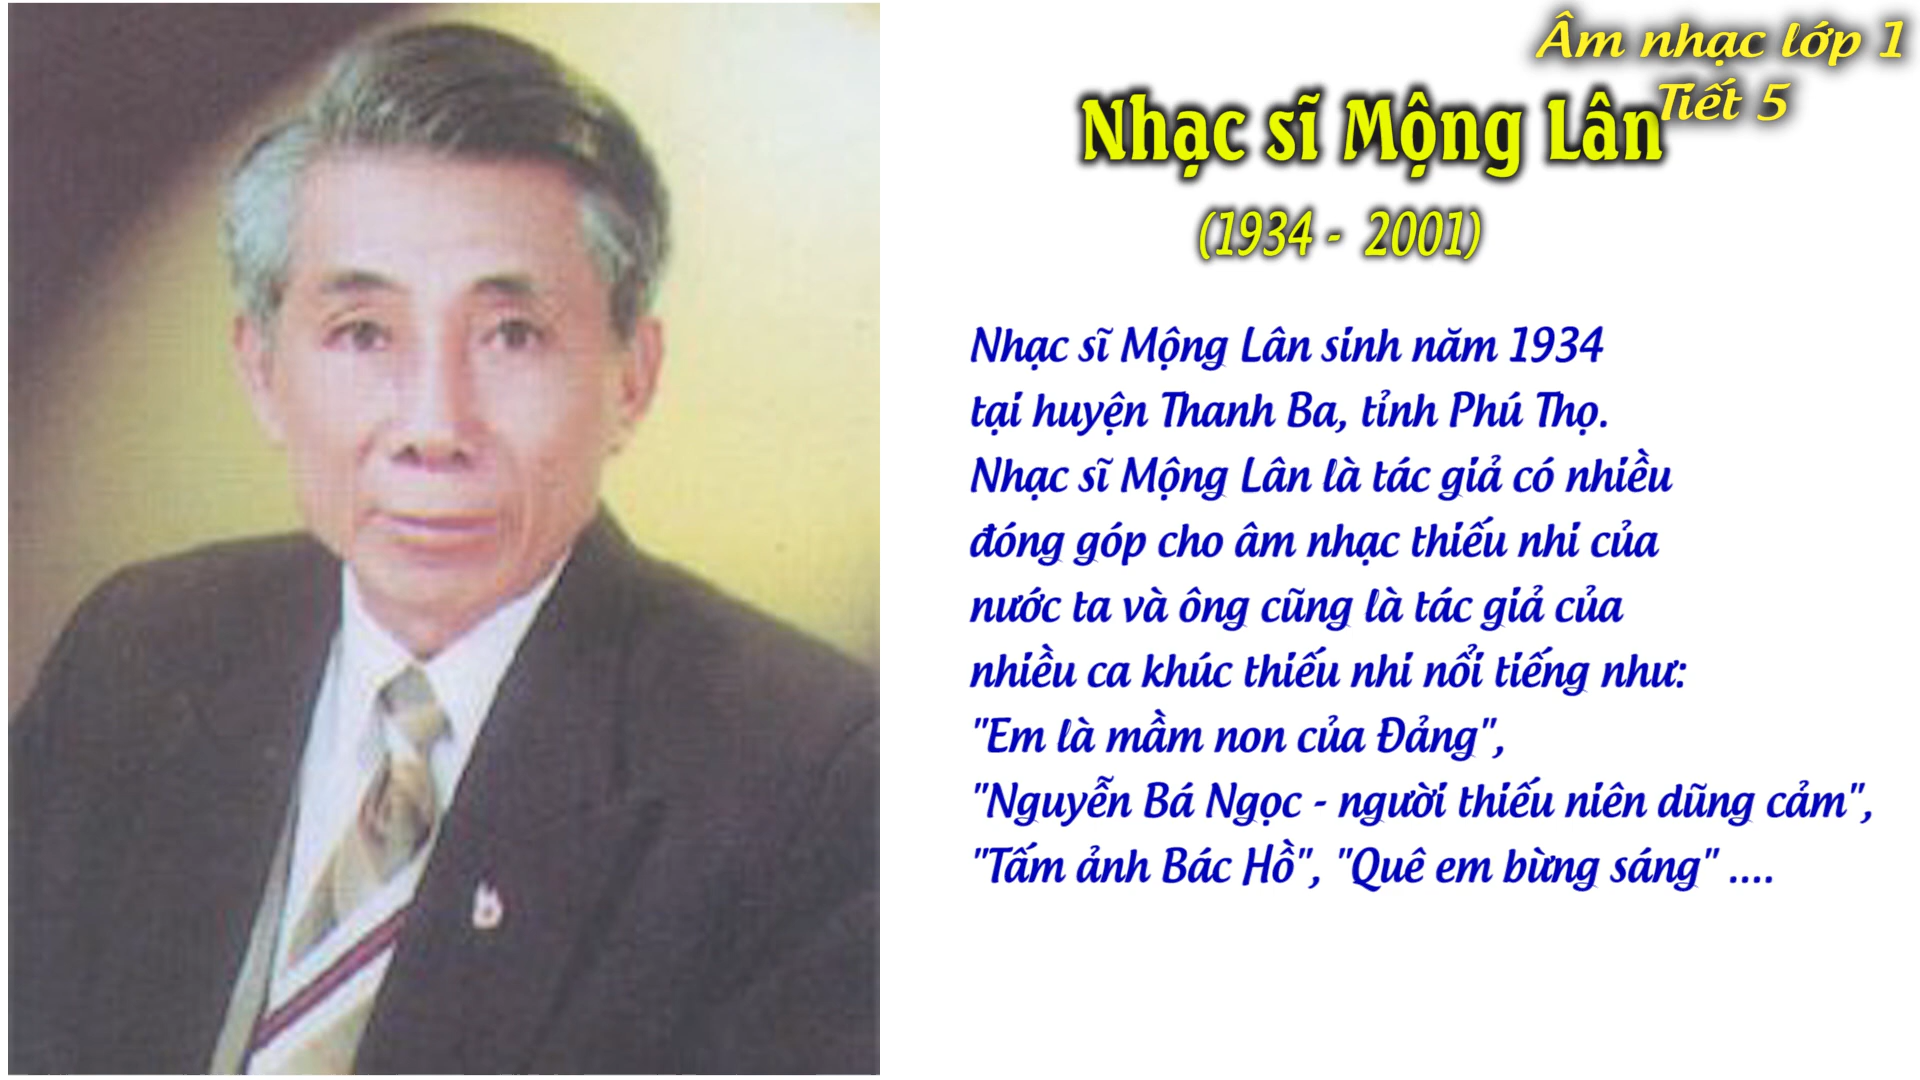 Âm nhạc lớp 1
Tiết 5
Nhạc sĩ Mộng Lân
(1934 - 2001)
Nhạc sĩ Mộng Lân sinh năm 1934
tại huyện Thanh Ba, tỉnh Phú Thọ.
Nhạc sĩ Mộng Lân là tác giả có nhiều
đóng góp cho âm nhạc thiếu nhi của
nước ta và ông cũng là tác giả của
nhiều ca khúc thiếu nhi nổi tiếng như:
"Em là mầm non của Đảng",
"Nguyễn Bá Ngọc - người thiếu niên dũng cảm",
"Tấm ảnh Bác Hồ", "Quê em bừng sáng" ....